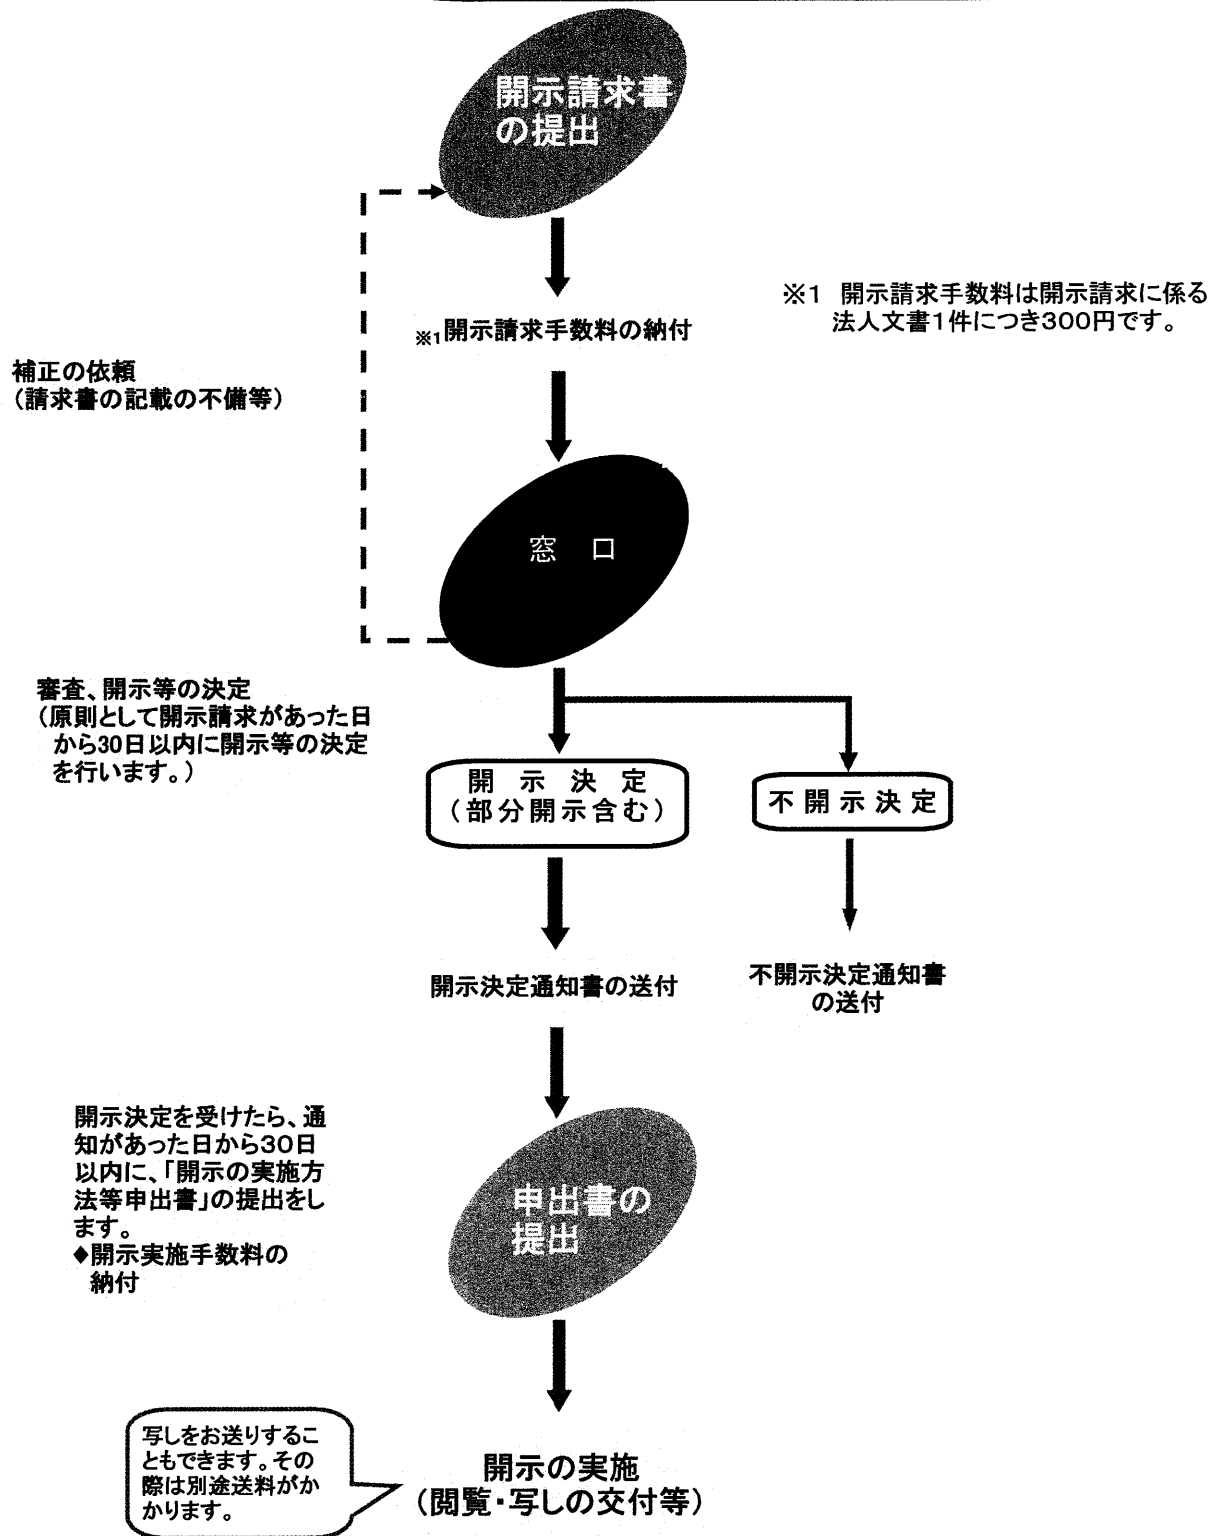 開示請求書
の提出
※1開示請求手数料の納付
※1　開示請求手数料は開示請求に係る
法人文書1件につき300円です。
補正の依頼
（請求書の記載の不備等）
窓　口
審査、開示等の決定
（原則として開示請求があった日
から30日以内に開示等の決定
を行います。）
開　示　決　定
（部分開示含む）
不開示決定
開示決定通知書の送付
不開示決定通知書
の送付
開示決定を受けたら、通
知があった日から30日
以内に、「開示の実施方
法等申出書」の提出をし
ます。
◆開示実施手数料の
納付
申出書の
提出
写しをお送りするこ
ともできます。その
際は別途送料がか
かります。
開示の実施
（閲覧・写しの交付等）